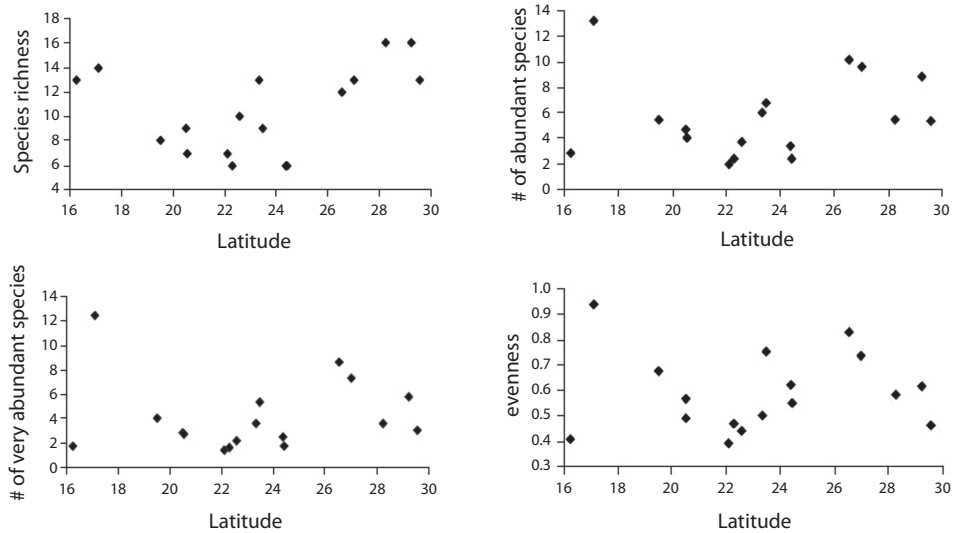 Species richness
18
16
14
12
10
8
6
4
16 18 20 22 24 26 28 30
Latitude
# of abundant species
14
12
10
8
6
4
2
0
16 18 20 22 24 26 28 30
Latitude
# of very abundant species
14
12
10
8
6
4
2
0
16 18 20 22 24 26 28 30
Latitude
evenness
1.0
0.9
0.8
0.7
0.6
0.5
0.4
0.3
16 18 20 22 24 26 28 30
Latitude